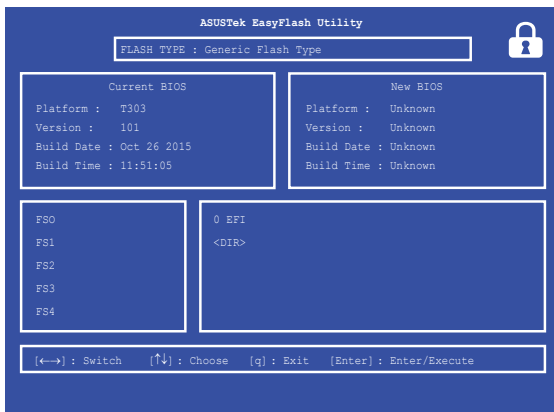 ASUSTek EasyFlash Utility
FLASH TYPE : Generic Flash Type
Current BIOS
Platform : T303
Version : 101
Build Date : Oct 26 2015
Build Time : 11:51:05
New BIOS
Platform : Unknown
Version : Unknown
Build Date : Unknown
Build Time : Unknown
FSO
FS1
FS2
FS3
FS4
0 EFI
<DIR>
[←→] : Switch [↑↓] : Choose [q] : Exit [Enter] : Enter/Execute